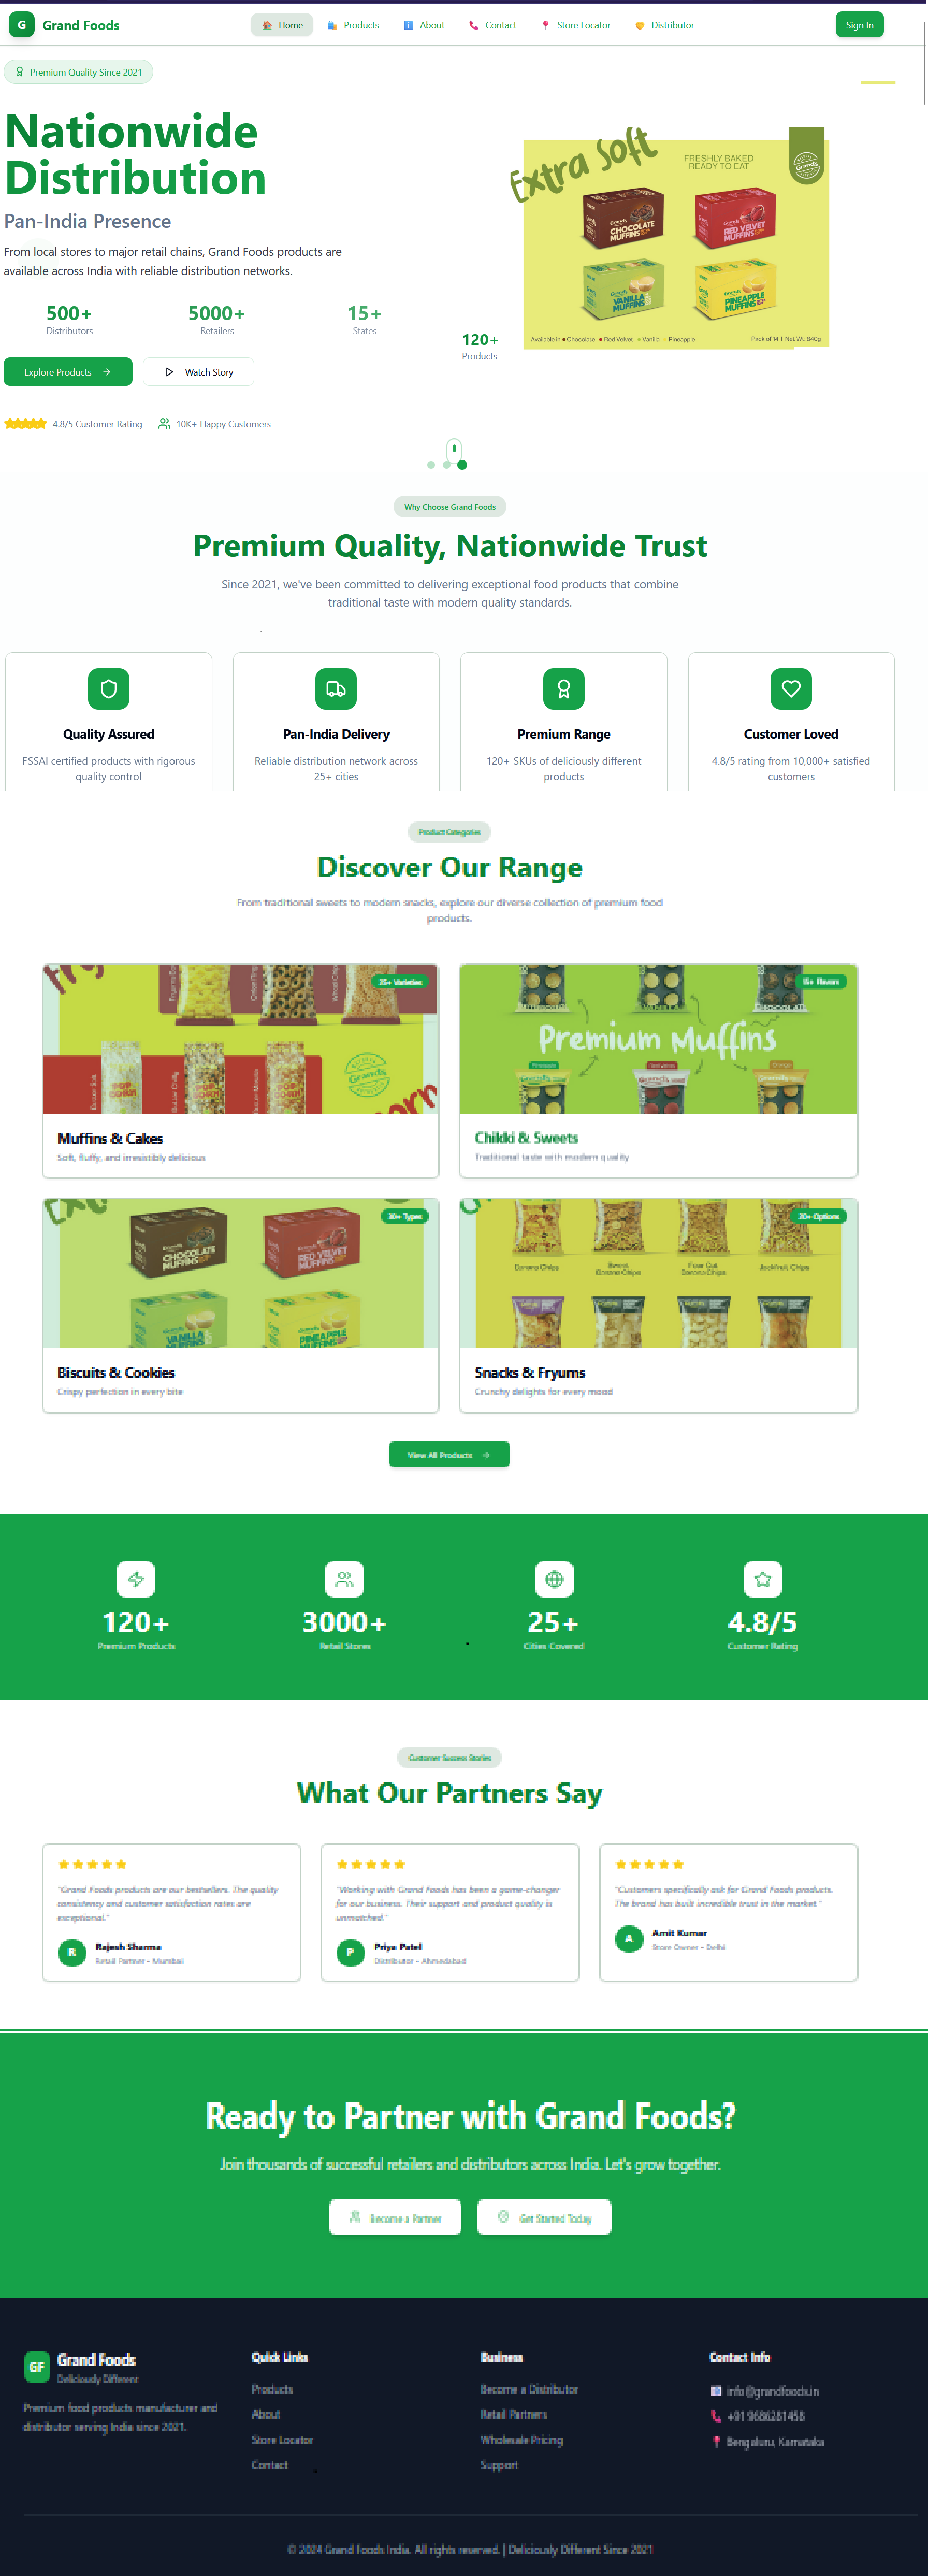 G Grand Foods
Home Products About Contact Store Locator Distributor
Sign In
Premium Quality Since 2021
Nationwide
Distribution
Pan-India Presence
From local stores to major retail chains, Grand Foods products are
available across India with reliable distribution networks.
500+ 5000+ 15+
Distributors Retailers States
120+
Products
Extra Soft
FRESHLY BAKED
READY TO EAT
Grand's
CHOCOLATE
MUFFINS
RED VELVET
MUFFINS
VANILLA
MUFFINS
PINEAPPLE
MUFFINS
Available in • Chocolate • Red Velvet • Vanilla • Pineapple
Pack of 14 | Net Wt. 840g
Explore Products → Watch Story
4.8/5 Customer Rating 10K+ Happy Customers
Why Choose Grand Foods
Premium Quality, Nationwide Trust
Since 2021, we've been committed to delivering exceptional food products that combine
traditional taste with modern quality standards.
Quality Assured
FSSAI certified products with rigorous
quality control
Pan-India Delivery
Reliable distribution network across
25+ cities
Premium Range
120+ SKUs of deliciously different
products
Customer Loved
4.8/5 rating from 10,000+ satisfied
customers
Product Categories
Discover Our Range
From traditional sweets to modern snacks, explore our diverse collection of premium food
products.
25+ Varieties
POP CORN
Grand's
Muffins & Cakes
Soft, fluffy, and irresistibly delicious
15+ Flavors
CHOCOLATE
Premium Muffins
Pineapple Red Velvet Orange
Chikki & Sweets
Traditional taste with modern quality
30+ Types
CHOCOLATE
MUFFINS
RED VELVET
MUFFINS
VANILLA
MUFFINS
PINEAPPLE
MUFFINS
Biscuits & Cookies
Crispy perfection in every bite
20+ Options
Banana Chips
Sweet
Banana Chips
Four Cut
Banana Chips
Jackfruit Chips
Snacks & Fryums
Crunchy delights for every mood
View All Products →
120+ 3000+ 25+ 4.8/5
Premium Products Retail Stores Cities Covered Customer Rating
Customer Success Stories
What Our Partners Say
"Grand Foods products are our bestsellers. The quality
consistency and customer satisfaction rates are
exceptional."
R
Rajesh Sharma
Retail Partner • Mumbai
"Working with Grand Foods has been a game-changer
for our business. Their support and product quality is
unmatched."
P
Priya Patel
Distributor • Ahmedabad
"Customers specifically ask for Grand Foods products.
The brand has built incredible trust in the market."
A
Amit Kumar
Store Owner • Delhi
Ready to Partner with Grand Foods?
Join thousands of successful retailers and distributors across India. Let's grow together.
Become a Partner Get Started Today
GF Grand Foods
Deliciously Different
Premium food products manufacturer and
distributor serving India since 2021.
Quick Links
Products
About
Store Locator
Contact
Business
Become a Distributor
Retail Partners
Wholesale Pricing
Support
Contact Info
info@grandfoods.in
+91 9686281458
Bengaluru, Karnataka
© 2024 Grand Foods India. All rights reserved. | Deliciously Different Since 2021